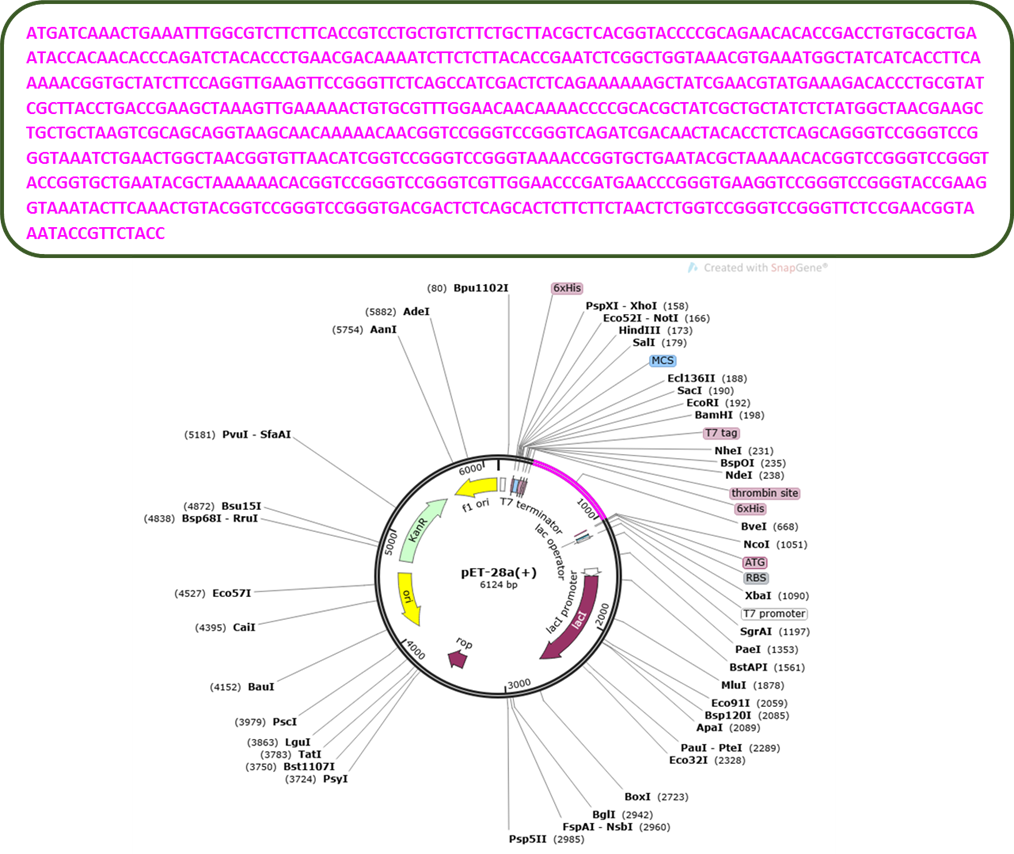 ATGATCAAACTGAAATTTGGCGTCTTCTTCACCGTCCTGCTGTCTTCTGCTTACGCTCACGGTACCCCGCAGAACACACCGACCTGTGCGCTGA
ATACCACAACACCCAGATCTACACCCTGAACGACAAAATCTTCTCTTACACCGAATCTCGGCTGGTAAACGTGAAATGGCTATCATCACCTTCA
AAAACGGTGCTATCTTCCAGGTTGAAGTTCCGGGTTCTCAGCCATCGACTCTCAGAAAAAAGCTATCGAACGTATGAAAGACACCCTGCGTAT
CGCTTACCTGACCGAAGCTAAAGTTGAAAAACTGTGCGTTTGGAACAACAAAACCCCGCACGCTATCGCTGCTATCTCTATGGCTAACGAAGC
TGCTGCTAAGTCGCAGCAGGTAAGCAACAAAAACAACGGTCCGGGTCCGGGTCAGATCGACAACTACACCTCTCAGCAGGGTCCGGGTCCG
GGTAAATCTGAACTGGCTAACGGTGTTAACATCGGTCCGGGTCCGGGTAAAACCGGTGCTGAATACGCTAAAAACACGGTCCGGGTCCGGGT
ACCGGTGCTGAATACGCTAAAAAACACGGTCCGGGTCCGGGTCGTTGGAACCCGATGAACCCGGGTGAAGGTCCGGGTCCGGGTACCGAAG
GTAAATACTTCAAACTGTACGGTCCGGGTCCGGGTGACGACTCTCAGCACTCTTCTTCTAACTCTGGTCCGGGTCCGGGTTCTCCGAACGGTA
AATACCGTTCTACC
Created with SnapGene®
(80) Bpu1102I
6xHis
PspXI - XhoI (158)
Eco52I - NotI (166)
HindIII (173)
SalI (179)
MCS
Ecl136II (188)
SacI (190)
EcoRI (192)
BamHI (198)
T7 tag
NheI (231)
BspOI (235)
NdeI (238)
thrombin site
6xHis
BveI (668)
NcoI (1051)
ATG
RBS
XbaI (1090)
T7 promoter
SgrAI (1197)
PaeI (1353)
BstAPI (1561)
MluI (1878)
Eco91I (2059)
Bsp120I (2085)
ApaI (2089)
PauI - PteI (2289)
Eco32I (2328)
BoxI (2723)
BglI (2942)
FspAI - NsbI (2960)
Psp5II (2985)
(3724) PsyI
(3750) Bst1107I
(3783) TatI
(3863) LguI
(3979) PscI
(4152) BauI
(4395) CaiI
(4527) Eco57I
(4838) Bsp68I - RruI
(4872) Bsu15I
(5181) PvuI - SfaAI
(5754) AanI
(5882) AdeI
6000
1000
2000
3000
4000
5000
f1 ori
T7 terminator
lac operator
lacI promoter
lacI
rop
ori
KanR
pET-28a(+)
6124 bp